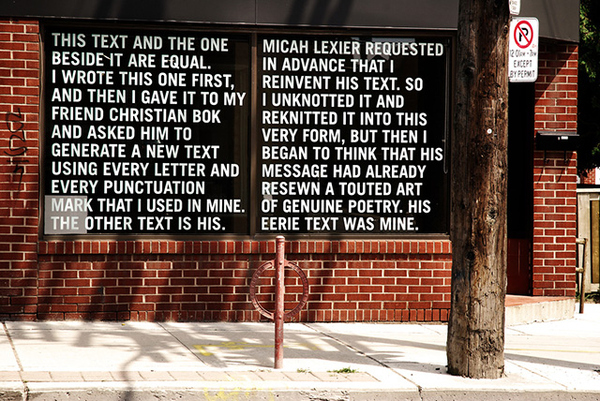 THIS TEXT AND THE ONE
BESIDE IT ARE EQUAL.
I WROTE THIS ONE FIRST,
AND THEN I GAVE IT TO MY
FRIEND CHRISTIAN BOK
AND ASKED HIM TO
GENERATE A NEW TEXT
USING EVERY LETTER AND
EVERY PUNCTUATION
MARK THAT I USED IN MINE.
THE OTHER TEXT IS HIS.
MICAH LEXIER REQUESTED
IN ADVANCE THAT I
REINVENT HIS TEXT. SO
I UNKNOTTED IT AND
REKNITTED IT INTO THIS
VERY FORM, BUT THEN I
BEGAN TO THINK THAT HIS
MESSAGE HAD ALREADY
RESEWN A TOUTED ART
OF GENUINE POETRY. HIS
EERIE TEXT WAS MINE.
P
EXCEPT
BY PERMIT